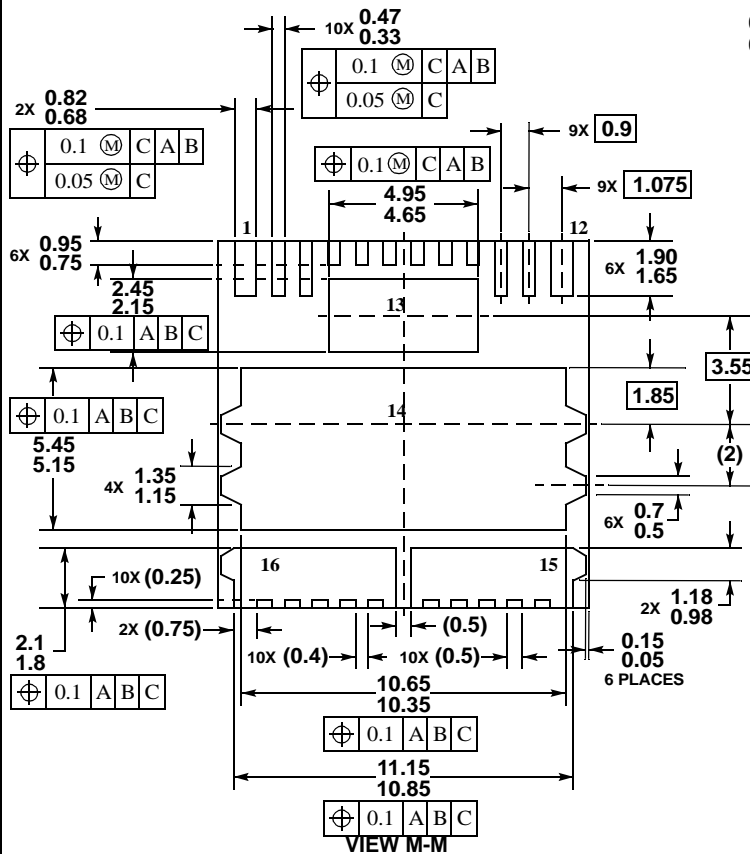 10X 0.47
0.33
⌖ 0.1 Ⓜ C A B
0.05 Ⓜ C
2X 0.82
0.68
⌖ 0.1 Ⓜ C A B
0.05 Ⓜ C
9X 0.9
⌖ 0.1 Ⓜ C A B
9X 1.075
4.95
4.65
1
12
6X 0.95
0.75
6X 1.90
1.65
2.45
2.15
13
⌖ 0.1 A B C
3.55
1.85
⌖ 0.1 A B C
14
5.45
5.15
(2)
4X 1.35
1.15
6X 0.7
0.5
16
15
10X (0.25)
2X 1.18
0.98
2X (0.75)
(0.5)
2.1
1.8
0.15
0.05
6 PLACES
10X (0.4)
10X (0.5)
⌖ 0.1 A B C
10.65
10.35
⌖ 0.1 A B C
11.15
10.85
⌖ 0.1 A B C
VIEW M-M